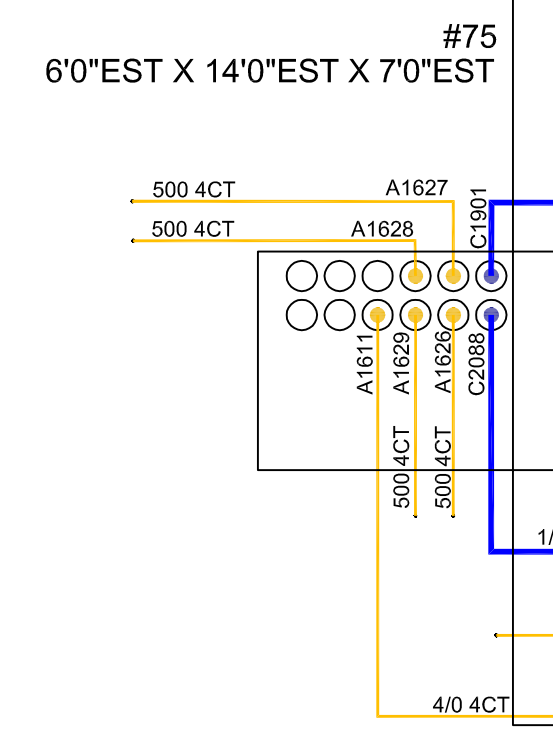 #75
6'0"EST X 14'0"EST X 7'0"EST
500 4CT
A1627
C1901
500 4CT
A1628
A1611
A1629
A1626
C2088
500 4CT
500 4CT
1/
4/0 4CT